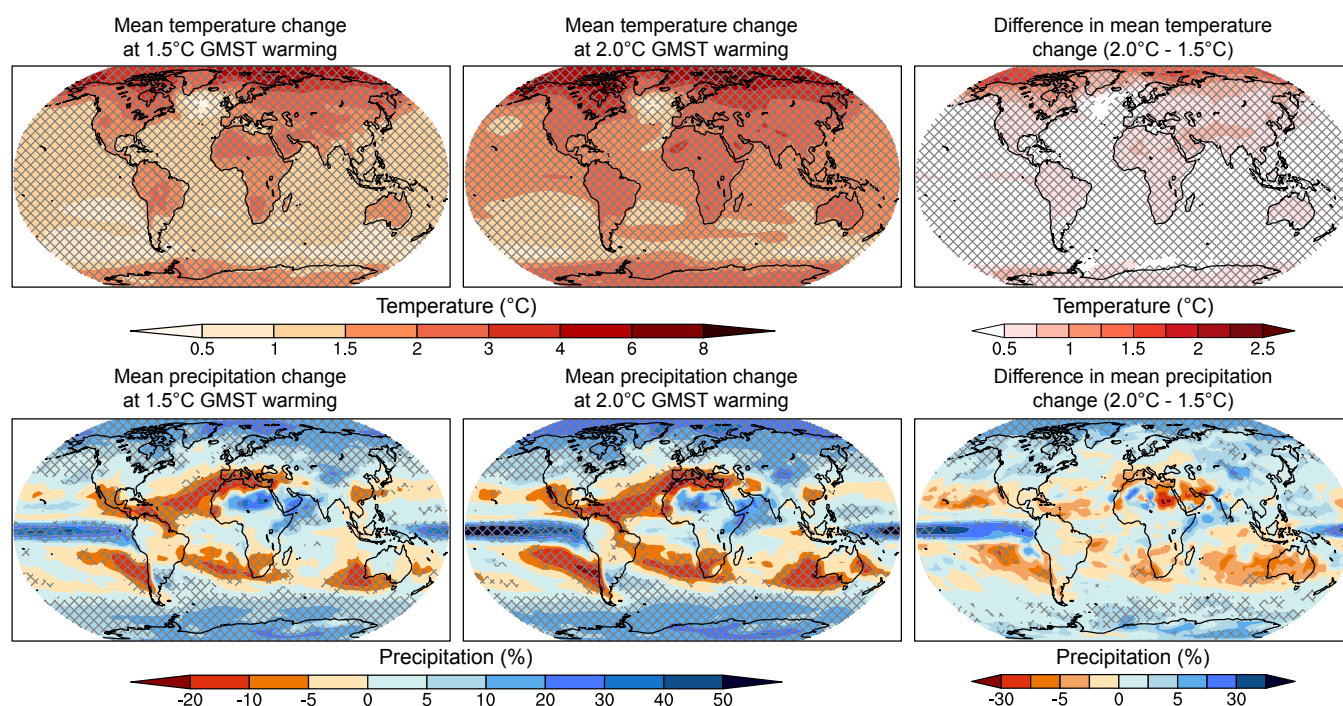 Mean temperature change
at 1.5°C GMST warming
Mean temperature change
at 2.0°C GMST warming
Difference in mean temperature
change (2.0°C - 1.5°C)
Temperature (°C)
0.5 1 1.5 2 3 4 6 8
Temperature (°C)
0.5 1 1.5 2 2.5
Mean precipitation change
at 1.5°C GMST warming
Mean precipitation change
at 2.0°C GMST warming
Difference in mean precipitation
change (2.0°C - 1.5°C)
Precipitation (%)
-20 -10 -5 0 5 10 20 30 40 50
Precipitation (%)
-30 -5 0 5 30